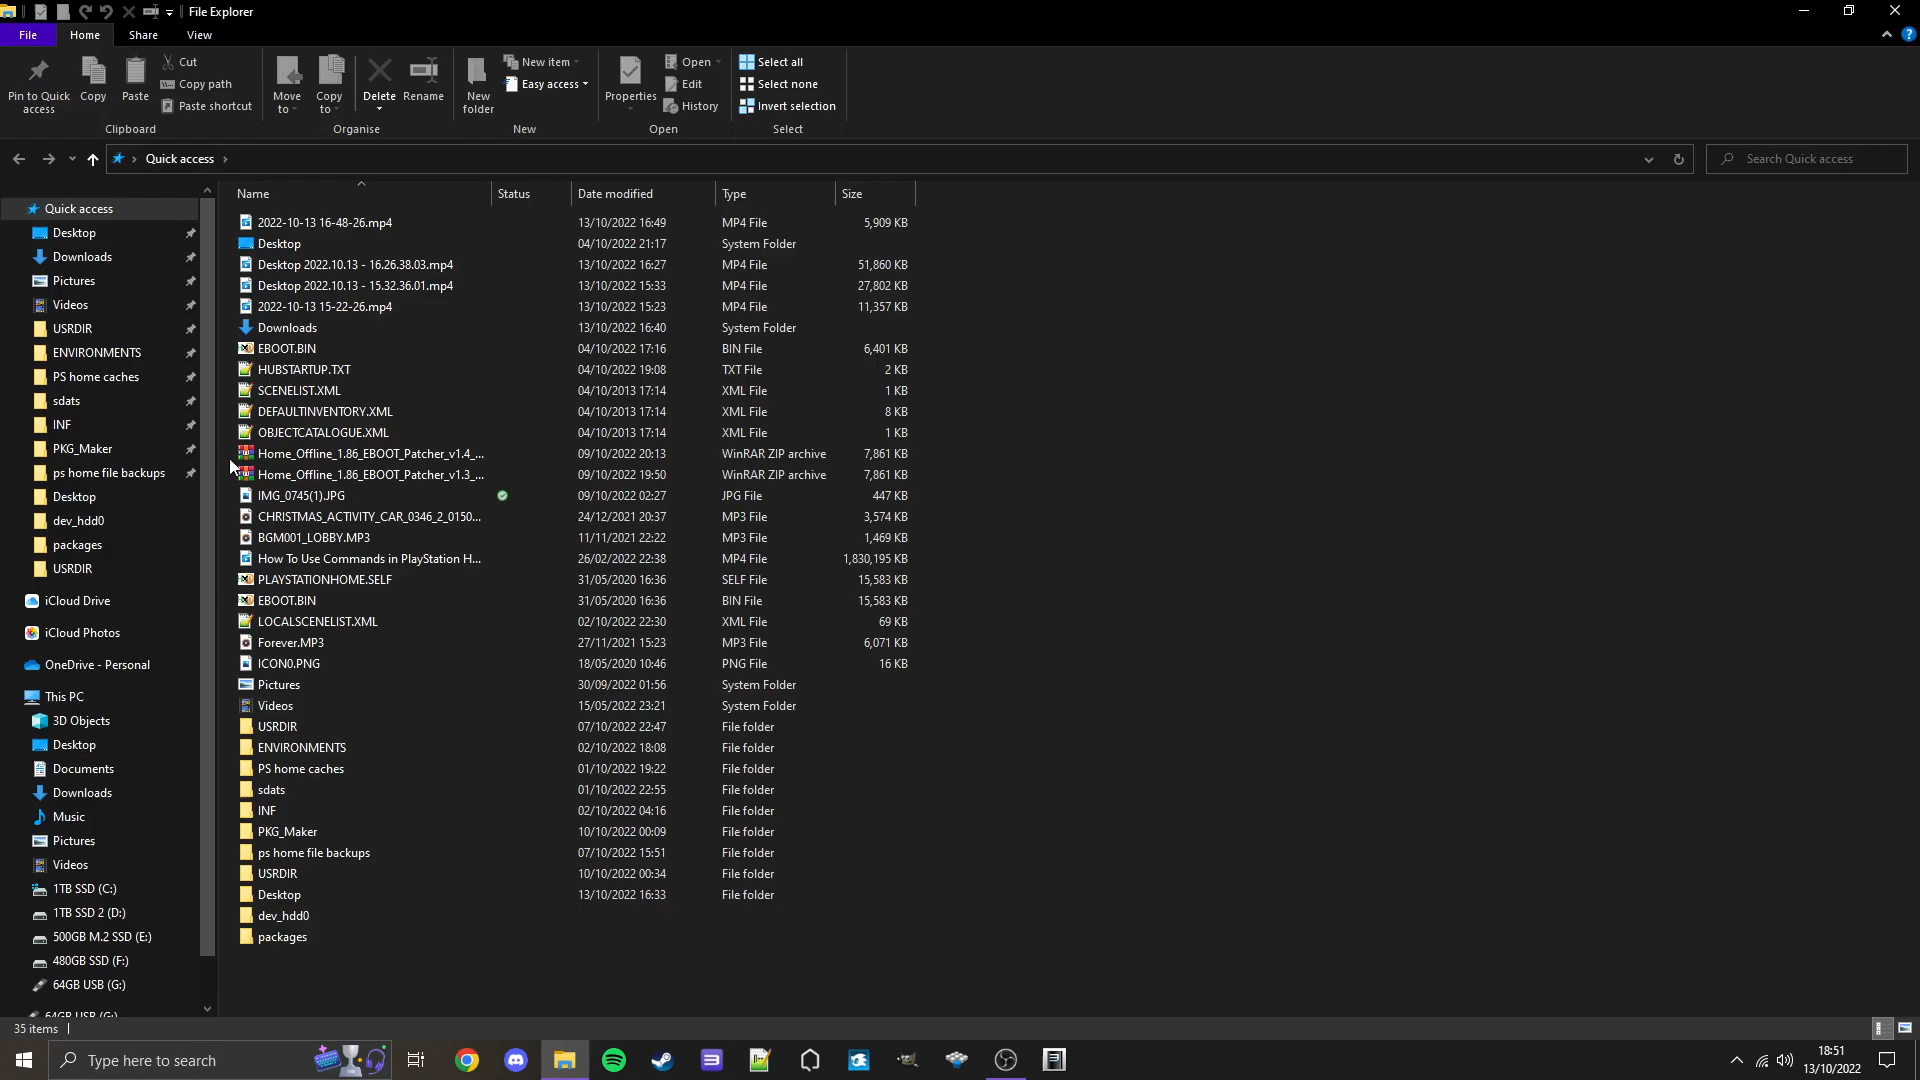 File Explorer
File Home Share View
Pin to Quick access
Copy
Paste
Cut
Copy path
Paste shortcut
Clipboard
Move to
Copy to
Delete
Rename
Organise
New folder
New item
Easy access
New
Properties
Open
Edit
History
Open
Select all
Select none
Invert selection
Select
Quick access
Search Quick access
Quick access
Desktop
Downloads
Pictures
Videos
USRDIR
ENVIRONMENTS
PS home caches
sdats
INF
PKG_Maker
ps home file backups
Desktop
dev_hdd0
packages
USRDIR
iCloud Drive
iCloud Photos
OneDrive - Personal
This PC
3D Objects
Desktop
Documents
Downloads
Music
Pictures
Videos
1TB SSD (C:)
1TB SSD 2 (D:)
500GB M.2 SSD (E:)
480GB SSD (F:)
64GB USB (G:)
64GB USB (G:)
Name Status Date modified Type Size
2022-10-13 16-48-26.mp4 13/10/2022 16:49 MP4 File 5,909 KB
Desktop 04/10/2022 21:17 System Folder
Desktop 2022.10.13 - 16.26.38.03.mp4 13/10/2022 16:27 MP4 File 51,860 KB
Desktop 2022.10.13 - 15.32.36.01.mp4 13/10/2022 15:33 MP4 File 27,802 KB
2022-10-13 15-22-26.mp4 13/10/2022 15:23 MP4 File 11,357 KB
Downloads 13/10/2022 16:40 System Folder
EBOOT.BIN 04/10/2022 17:16 BIN File 6,401 KB
HUBSTARTUP.TXT 04/10/2022 19:08 TXT File 2 KB
SCENELIST.XML 04/10/2013 17:14 XML File 1 KB
DEFAULTINVENTORY.XML 04/10/2013 17:14 XML File 8 KB
OBJECTCATALOGUE.XML 04/10/2013 17:14 XML File 1 KB
Home_Offline_1.86_EBOOT_Patcher_v1.4_... 09/10/2022 20:13 WinRAR ZIP archive 7,861 KB
Home_Offline_1.86_EBOOT_Patcher_v1.3_... 09/10/2022 19:50 WinRAR ZIP archive 7,861 KB
IMG_0745(1).JPG 09/10/2022 02:27 JPG File 447 KB
CHRISTMAS_ACTIVITY_CAR_0346_2_0150... 24/12/2021 20:37 MP3 File 3,574 KB
BGM001_LOBBY.MP3 11/11/2021 22:22 MP3 File 1,469 KB
How To Use Commands in PlayStation H... 26/02/2022 22:38 MP4 File 1,830,195 KB
PLAYSTATIONHOME.SELF 31/05/2020 16:36 SELF File 15,583 KB
EBOOT.BIN 31/05/2020 16:36 BIN File 15,583 KB
LOCALSCENELIST.XML 02/10/2022 22:30 XML File 69 KB
Forever.MP3 27/11/2021 15:23 MP3 File 6,071 KB
ICON0.PNG 18/05/2020 10:46 PNG File 16 KB
Pictures 30/09/2022 01:56 System Folder
Videos 15/05/2022 23:21 System Folder
USRDIR 07/10/2022 22:47 File folder
ENVIRONMENTS 02/10/2022 18:08 File folder
PS home caches 01/10/2022 19:22 File folder
sdats 01/10/2022 22:55 File folder
INF 02/10/2022 04:16 File folder
PKG_Maker 10/10/2022 00:09 File folder
ps home file backups 07/10/2022 15:51 File folder
USRDIR 10/10/2022 00:34 File folder
Desktop 13/10/2022 16:33 File folder
dev_hdd0
packages
35 items
Type here to search
18:51
13/10/2022